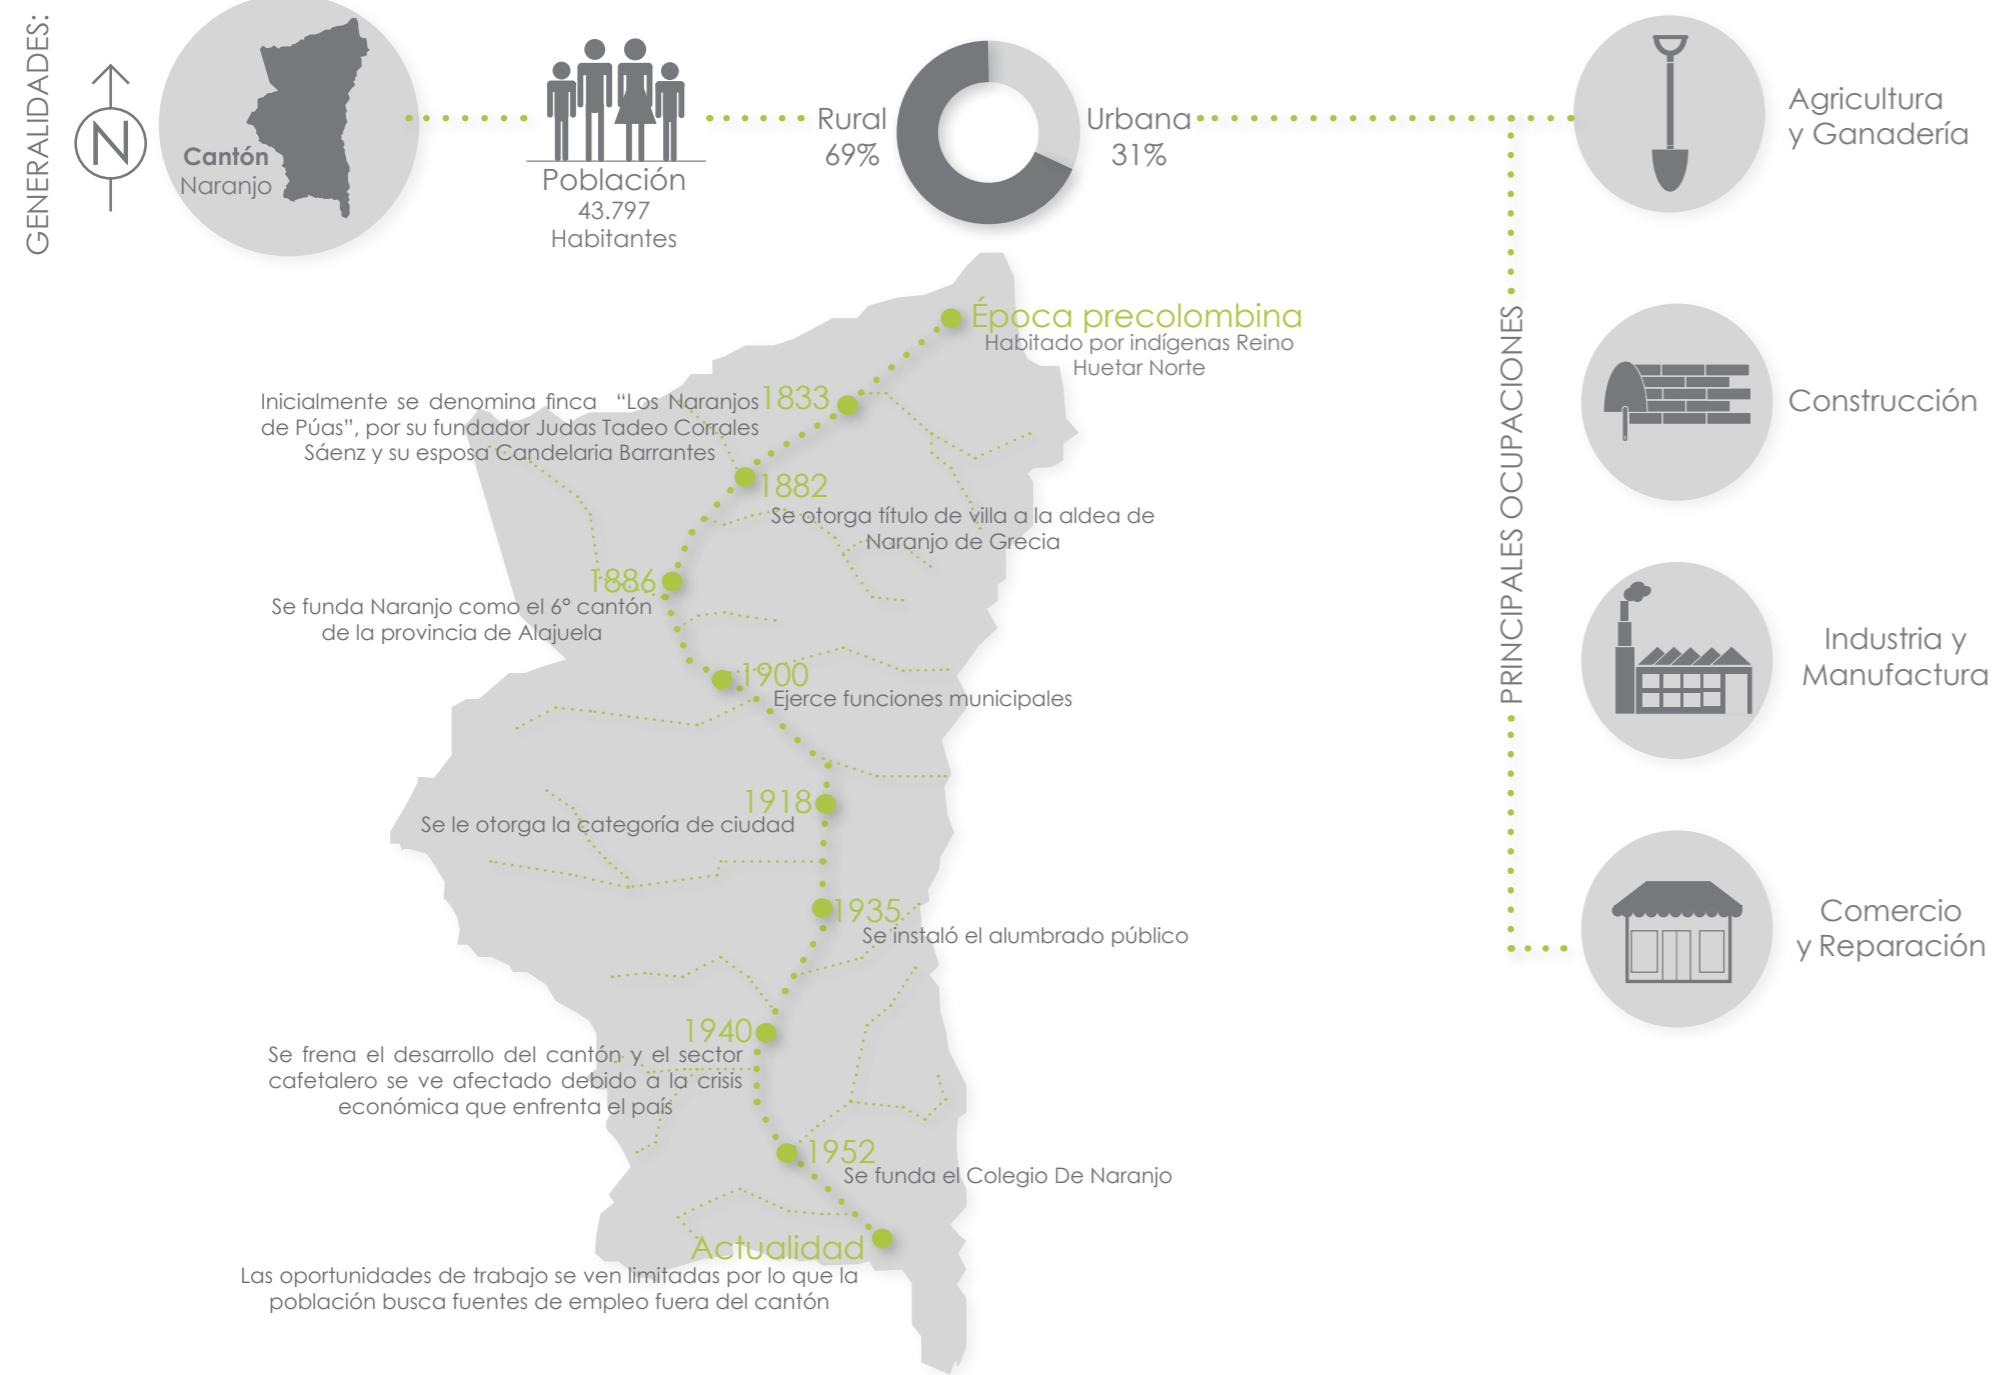 GENERALIDADES:
N
Cantón
Naranjo
Población
43.797
Habitantes
Rural
69%
Urbana
31%
PRINCIPALES OCUPACIONES
Agricultura
y Ganadería
Construcción
Industria y
Manufactura
Comercio
y Reparación
Época precolombina
Habitado por indígenas Reino
Huetar Norte
1833
Inicialmente se denomina finca “Los Naranjos
de Púas”, por su fundador Judas Tadeo Corrales
Sáenz y su esposa Candelaria Barrantes
1882
Se otorga título de villa a la aldea de
Naranjo de Grecia
1886
Se funda Naranjo como el 6° cantón
de la provincia de Alajuela
1900
Ejerce funciones municipales
1918
Se le otorga la categoría de ciudad
1935
Se instaló el alumbrado público
1940
Se frena el desarrollo del cantón y el sector
cafetalero se ve afectado debido a la crisis
económica que enfrenta el país
1952
Se funda el Colegio De Naranjo
Actualidad
Las oportunidades de trabajo se ven limitadas por lo que la
población busca fuentes de empleo fuera del cantón